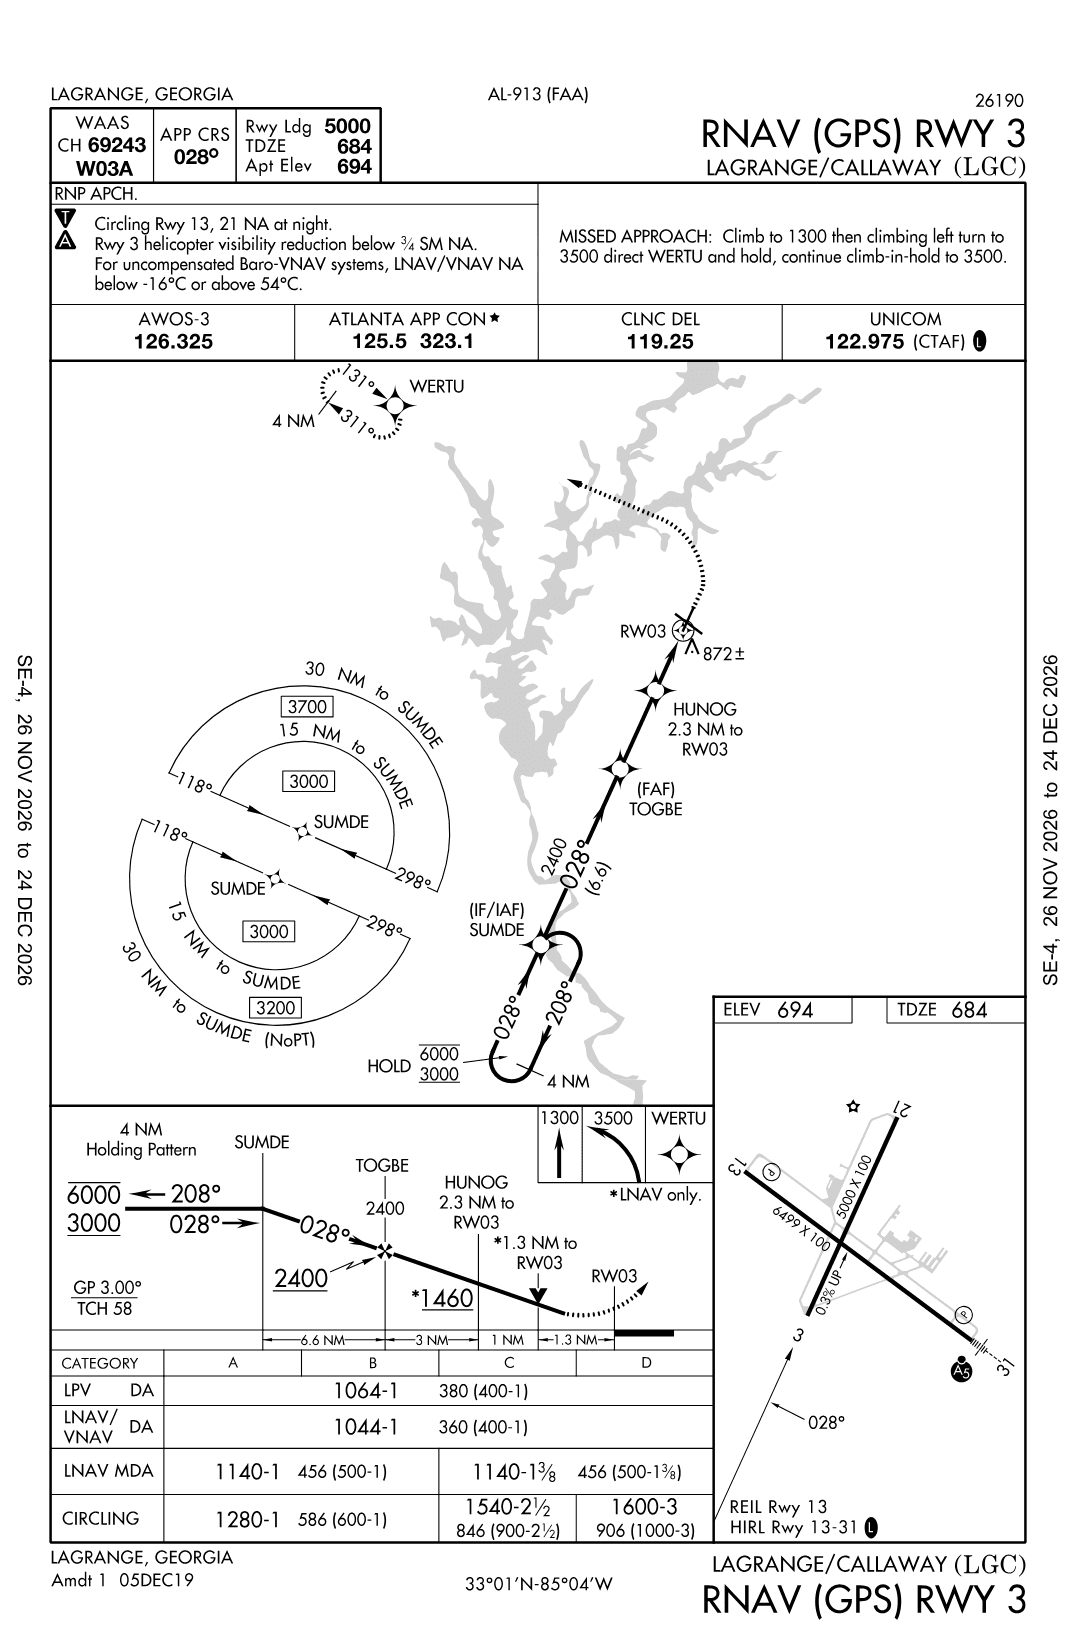 LAGRANGE, GEORGIA
AL-913 (FAA)
26190
WAAS
CH 69243
W03A
APP CRS
028°
Rwy Ldg 5000
TDZE 684
Apt Elev 694
RNAV (GPS) RWY 3
LAGRANGE/CALLAWAY (LGC)
RNP APCH.
T
A
Circling Rwy 13, 21 NA at night.
Rwy 3 helicopter visibility reduction below ¾ SM NA.
For uncompensated Baro-VNAV systems, LNAV/VNAV NA
below -16°C or above 54°C.
MISSED APPROACH: Climb to 1300 then climbing left turn to
3500 direct WERTU and hold, continue climb-in-hold to 3500.
AWOS-3
126.325
ATLANTA APP CON ★
125.5 323.1
CLNC DEL
119.25
UNICOM
122.975 (CTAF) L
131°
WERTU
4 NM
311°
RW03
872±
HUNOG
2.3 NM to
RW03
(FAF)
TOGBE
2400
028°
(6.6)
(IF/IAF)
SUMDE
028°
208°
HOLD
6000
3000
4 NM
30 NM to SUMDE
3700
15 NM to SUMDE
3000
118°
SUMDE
298°
118°
SUMDE
298°
3000
15 NM to SUMDE
3200
30 NM to SUMDE (NoPT)
SE-4, 26 NOV 2026 to 24 DEC 2026
SE-4, 26 NOV 2026 to 24 DEC 2026
ELEV 694
TDZE 684
21
13
P
5000 X 100
6499 X 100
0.3% UP
P
3
A5
31
028°
REIL Rwy 13
HIRL Rwy 13-31 L
4 NM
Holding Pattern
SUMDE
6000
208°
3000
028°
028°
TOGBE
2400
2400
HUNOG
2.3 NM to
RW03
*1460
*1.3 NM to
RW03
RW03
1300
3500
WERTU
*LNAV only.
GP 3.00°
TCH 58
6.6 NM
3 NM
1 NM
1.3 NM
CATEGORY A B C D
LPV DA 1064-1 380 (400-1)
LNAV/
VNAV DA 1044-1 360 (400-1)
LNAV MDA 1140-1 456 (500-1) 1140-1⅜ 456 (500-1⅜)
CIRCLING 1280-1 586 (600-1)
1540-2½
846 (900-2½)
1600-3
906 (1000-3)
LAGRANGE, GEORGIA
Amdt 1 05DEC19
33°01'N-85°04'W
LAGRANGE/CALLAWAY (LGC)
RNAV (GPS) RWY 3